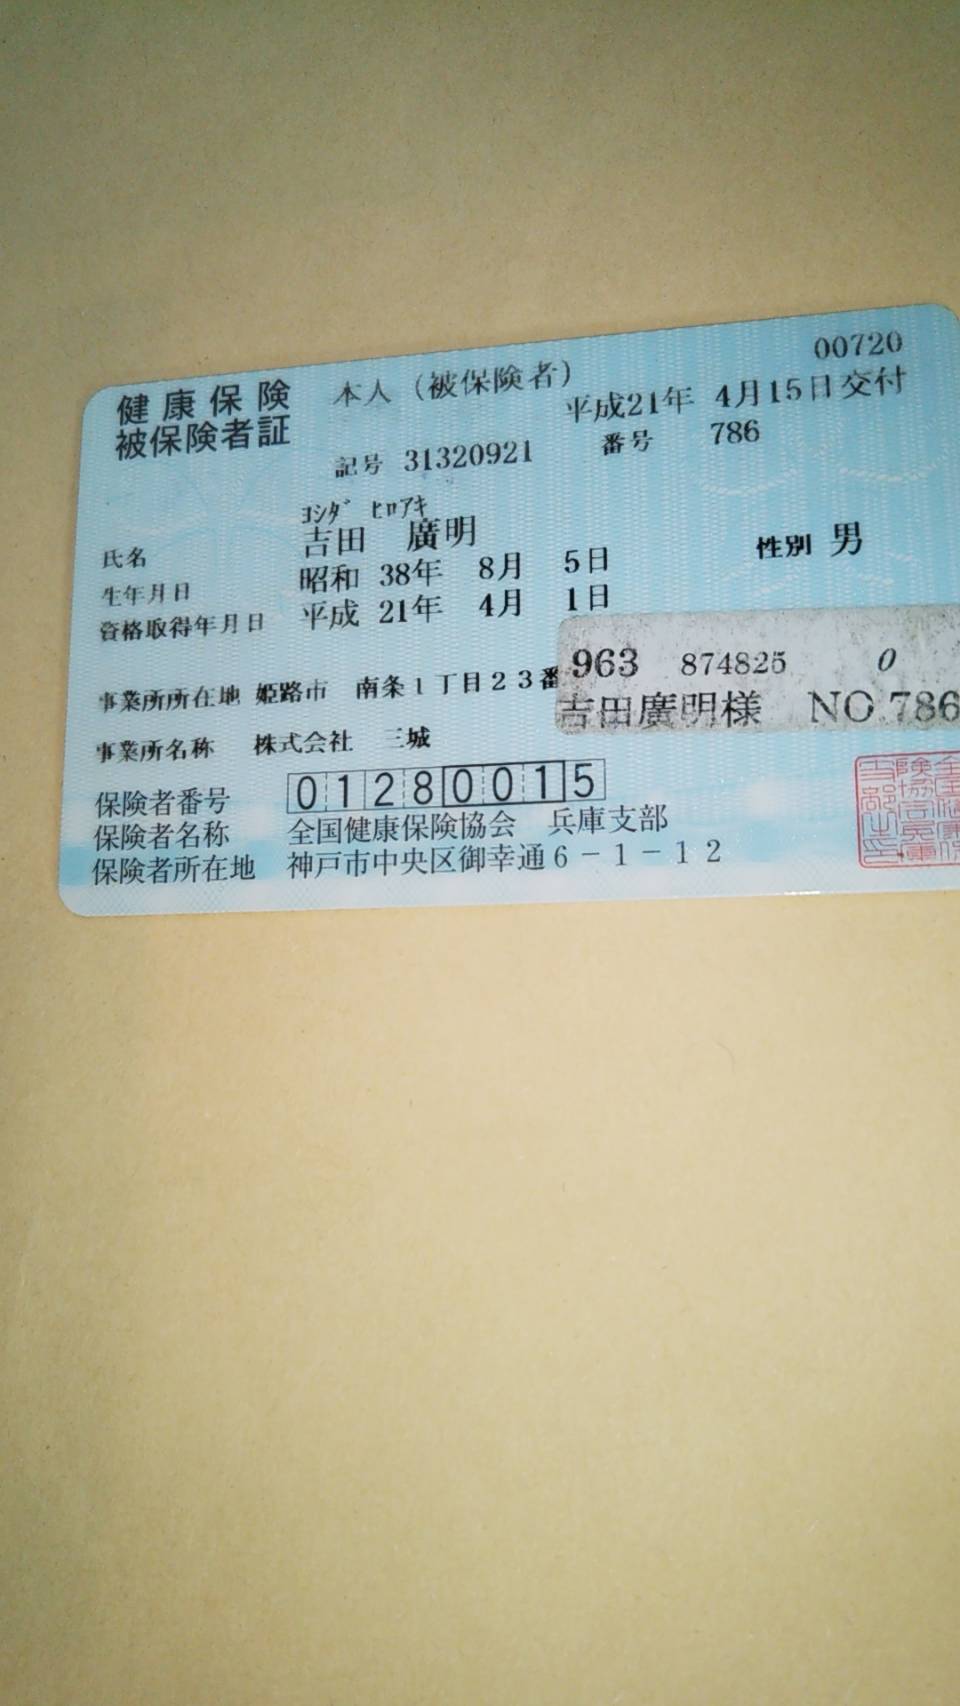 00720
健康保険 本人（被保険者） 平成21年 4月15日交付
被保険者証
記号 31320921 番号 786
ﾖｼﾀﾞ ﾋﾛｱｷ
氏名 吉田 廣明 性別 男
生年月日 昭和 38年 8月 5日
資格取得年月日 平成 21年 4月 1日
963 874825 0
事業所所在地 姫路市 南条１丁目２３番
吉田廣明様 NO 786
事業所名称 株式会社 三城
保険者番号 01280015
保険者名称 全国健康保険協会 兵庫支部
保険者所在地 神戸市中央区御幸通６－１－１２